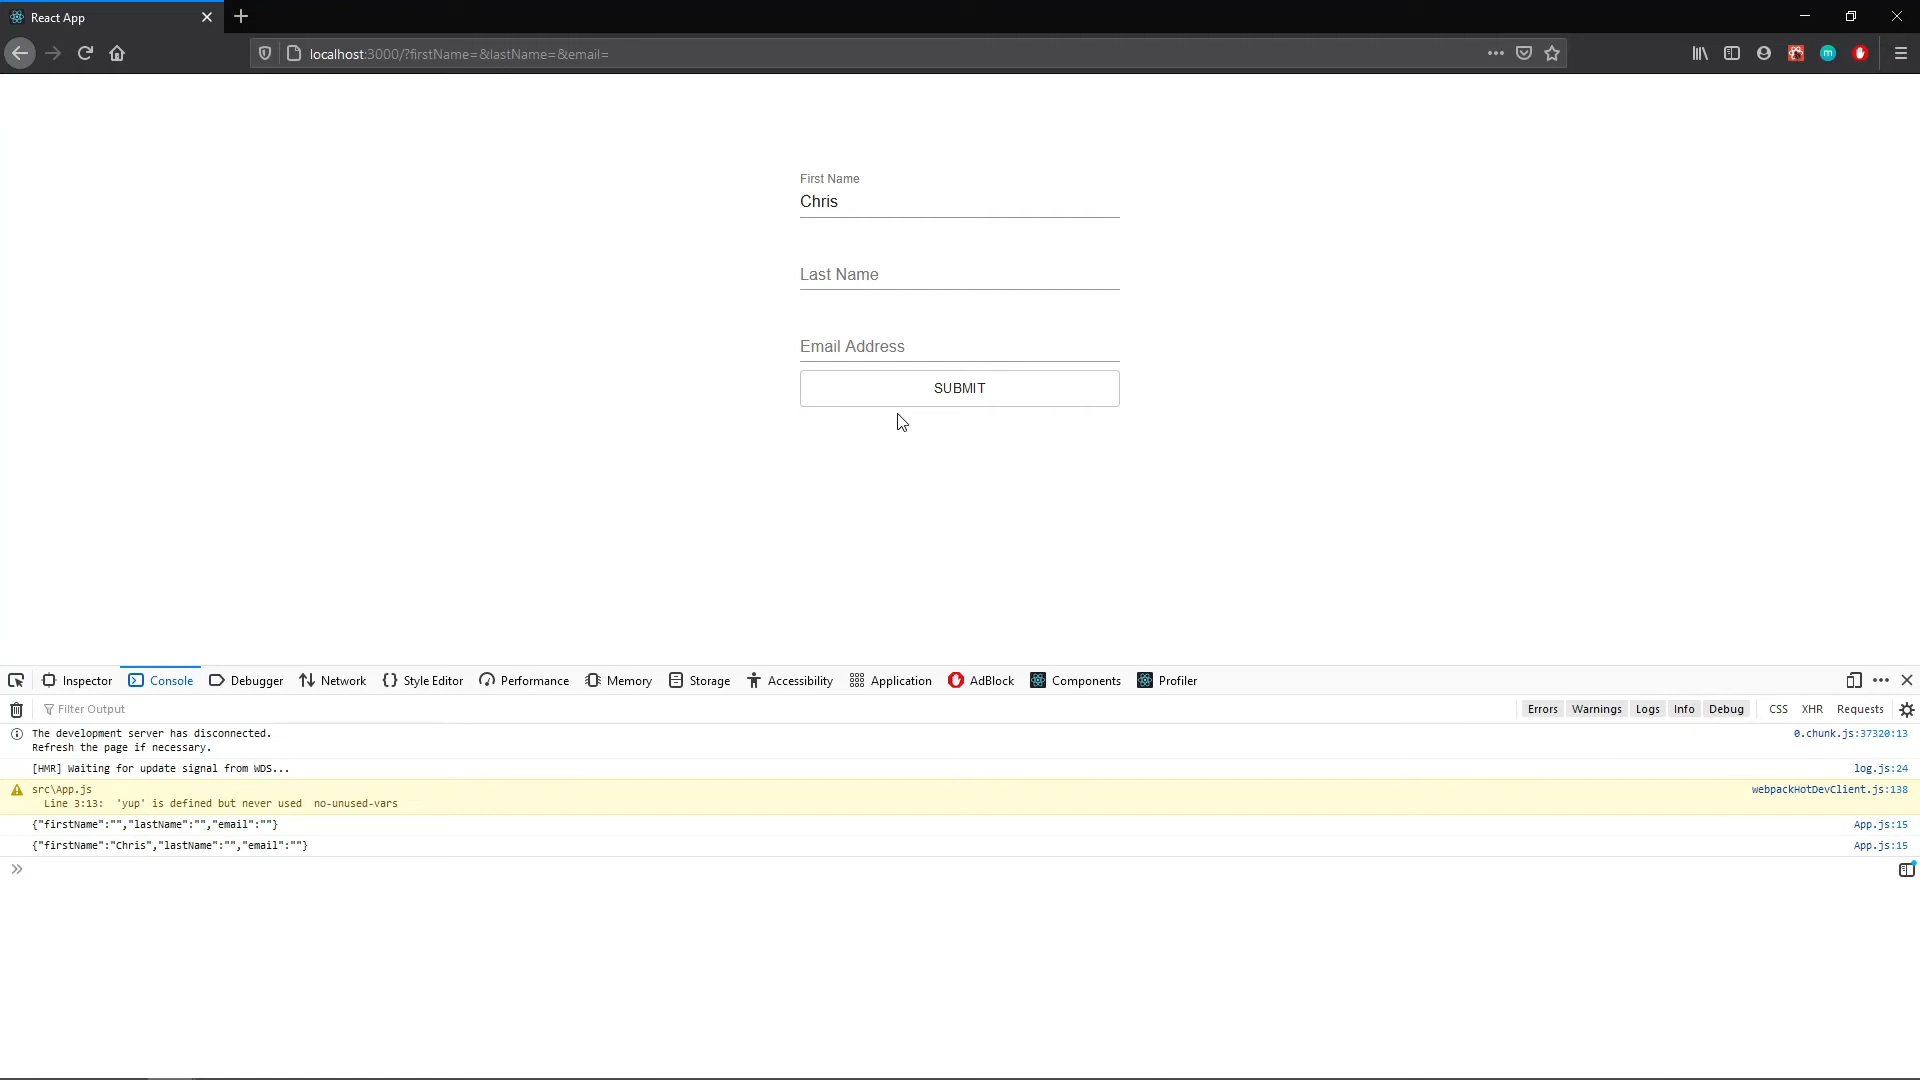 React App
localhost:3000/?firstName=&lastName=&email=
m
First Name
Chris
Last Name
Email Address
SUBMIT
Inspector Console Debugger Network Style Editor Performance Memory Storage Accessibility Application AdBlock Components Profiler
Filter Output Errors Warnings Logs Info Debug CSS XHR Requests
The development server has disconnected. 0.chunk.js:37320:13
Refresh the page if necessary.
[HMR] Waiting for update signal from WDS... log.js:24
src\App.js webpackHotDevClient.js:138
Line 3:13: 'yup' is defined but never used no-unused-vars
{"firstName":"","lastName":"","email":""} App.js:15
{"firstName":"Chris","lastName":"","email":""} App.js:15